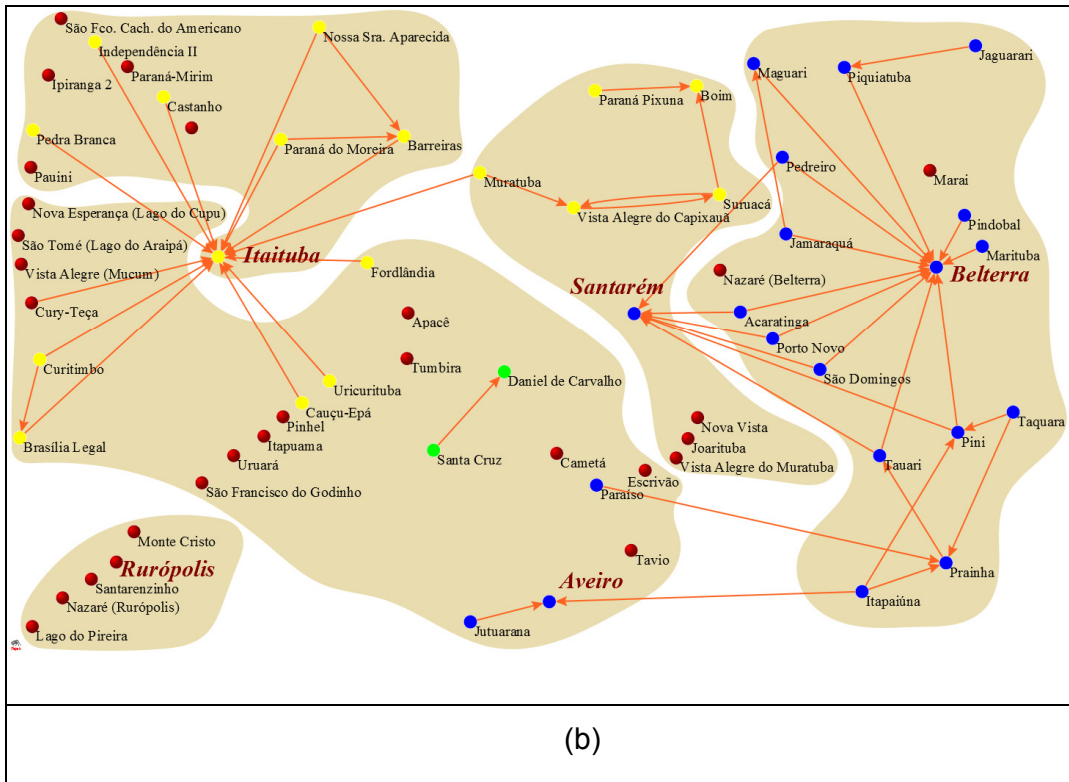 São Fco. Cach. do Americano
Independência II
Nossa Sra. Aparecida
Paraná-Mirim
Ipiranga 2
Castanho
Pedra Branca
Paraná do Moreira
Barreiras
Pauini
Nova Esperança (Lago do Cupu)
São Tomé (Lago do Araipá)
Vista Alegre (Mucum)
Itaituba
Cury-Teça
Curitimbo
Brasília Legal
Fordlândia
Muratuba
Paraná Pixuna
Boim
Vista Alegre do Capixauã
Suruacá
Santarém
Apacê
Tumbira
Daniel de Carvalho
Uricurituba
Cauçu-Epá
Pinhel
Itapuama
Uruará
São Francisco do Godinho
Santa Cruz
Cametá
Escrivão
Paraíso
Tavio
Aveiro
Jutuarana
Nova Vista
Joarituba
Vista Alegre do Muratuba
Maguari
Piquiatuba
Jaguarari
Pedreiro
Marai
Pindobal
Jamaraquá
Marituba
Nazaré (Belterra)
Belterra
Acaratinga
Porto Novo
São Domingos
Taquara
Pini
Tauari
Prainha
Itapaiúna
Monte Cristo
Rurópolis
Santarenzinho
Nazaré (Rurópolis)
Lago do Pireira
(b)